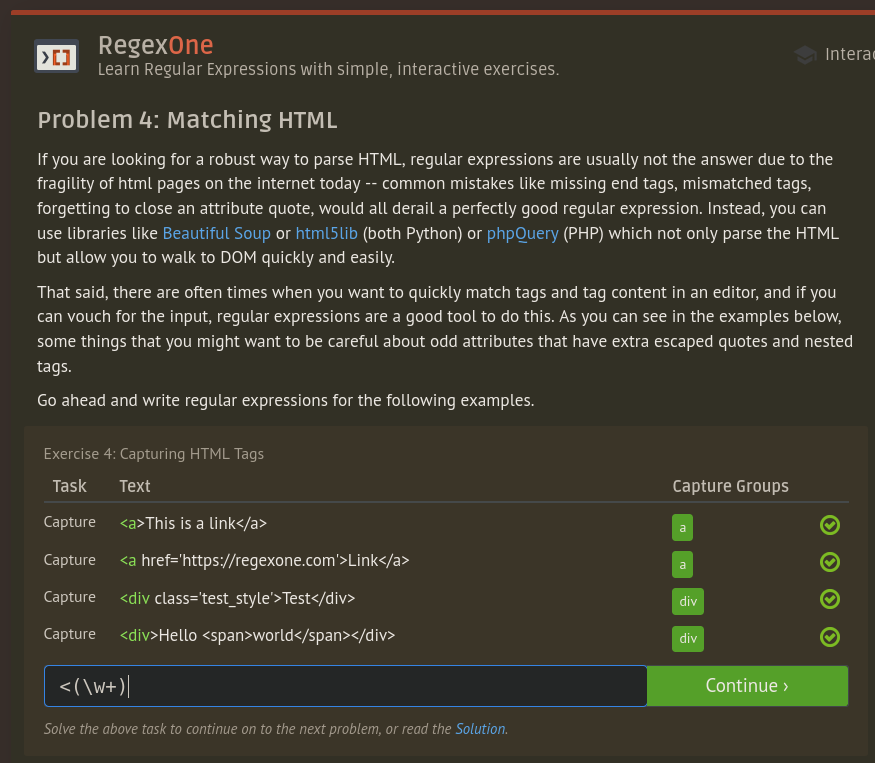 RegexOne
Learn Regular Expressions with simple, interactive exercises.
Interac
Problem 4: Matching HTML
If you are looking for a robust way to parse HTML, regular expressions are usually not the answer due to the
fragility of html pages on the internet today -- common mistakes like missing end tags, mismatched tags,
forgetting to close an attribute quote, would all derail a perfectly good regular expression. Instead, you can
use libraries like Beautiful Soup or html5lib (both Python) or phpQuery (PHP) which not only parse the HTML
but allow you to walk to DOM quickly and easily.
That said, there are often times when you want to quickly match tags and tag content in an editor, and if you
can vouch for the input, regular expressions are a good tool to do this. As you can see in the examples below,
some things that you might want to be careful about odd attributes that have extra escaped quotes and nested
tags.
Go ahead and write regular expressions for the following examples.
Exercise 4: Capturing HTML Tags
Task Text Capture Groups
Capture <a>This is a link</a> a
Capture <a href='https://regexone.com'>Link</a> a
Capture <div class='test_style'>Test</div> div
Capture <div>Hello <span>world</span></div> div
<(\w+) Continue ›
Solve the above task to continue on to the next problem, or read the Solution.